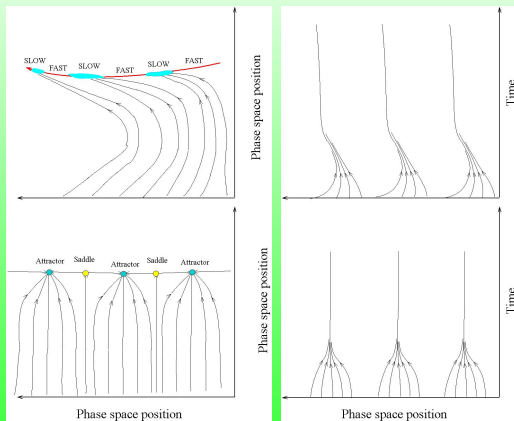 SLOW FAST SLOW FAST SLOW FAST
Phase space position
Time
Attractor Saddle Attractor Saddle Attractor
Phase space position
Time
Phase space position
Phase space position